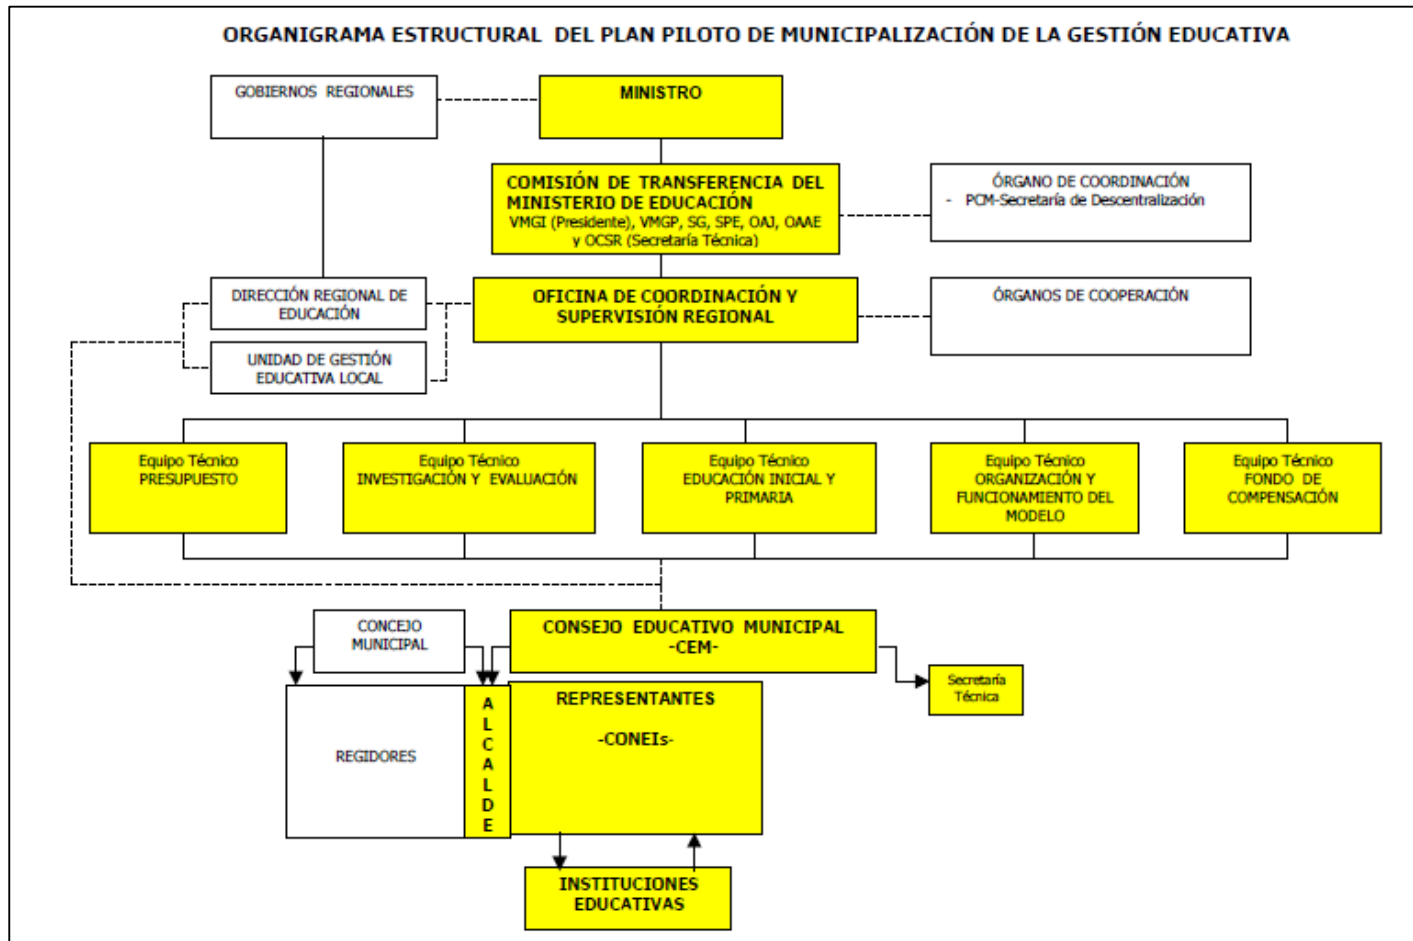 ORGANIGRAMA ESTRUCTURAL DEL PLAN PILOTO DE MUNICIPALIZACIÓN DE LA GESTIÓN EDUCATIVA
GOBIERNOS REGIONALES
MINISTRO
COMISIÓN DE TRANSFERENCIA DEL
MINISTERIO DE EDUCACIÓN
VMGI (Presidente), VMGP, SG, SPE, OAJ, OAAE
y OCSR (Secretaría Técnica)
ÓRGANO DE COORDINACIÓN
- PCM-Secretaría de Descentralización
DIRECCIÓN REGIONAL DE
EDUCACIÓN
OFICINA DE COORDINACIÓN Y
SUPERVISIÓN REGIONAL
ÓRGANOS DE COOPERACIÓN
UNIDAD DE GESTIÓN
EDUCATIVA LOCAL
Equipo Técnico
PRESUPUESTO
Equipo Técnico
INVESTIGACIÓN Y EVALUACIÓN
Equipo Técnico
EDUCACIÓN INICIAL Y
PRIMARIA
Equipo Técnico
ORGANIZACIÓN Y
FUNCIONAMIENTO DEL
MODELO
Equipo Técnico
FONDO DE
COMPENSACIÓN
CONCEJO
MUNICIPAL
CONSEJO EDUCATIVO MUNICIPAL
-CEM-
Secretaría
Técnica
REGIDORES
A
L
C
A
L
D
E
REPRESENTANTES
-CONEIs-
INSTITUCIONES
EDUCATIVAS